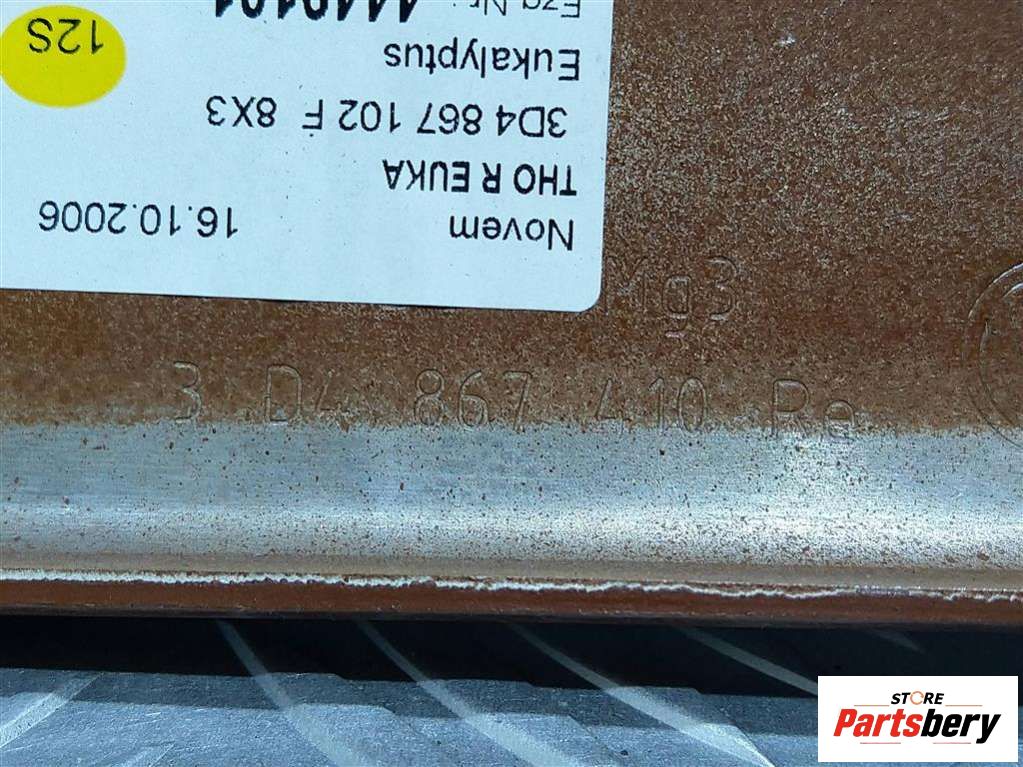 Novem 16.10.2006
THO R EUKA
3D4 867 102 F 8X3
Eukalyptus
12S
Mg3
3 D4 867 410 Re
STORE
Partsbery